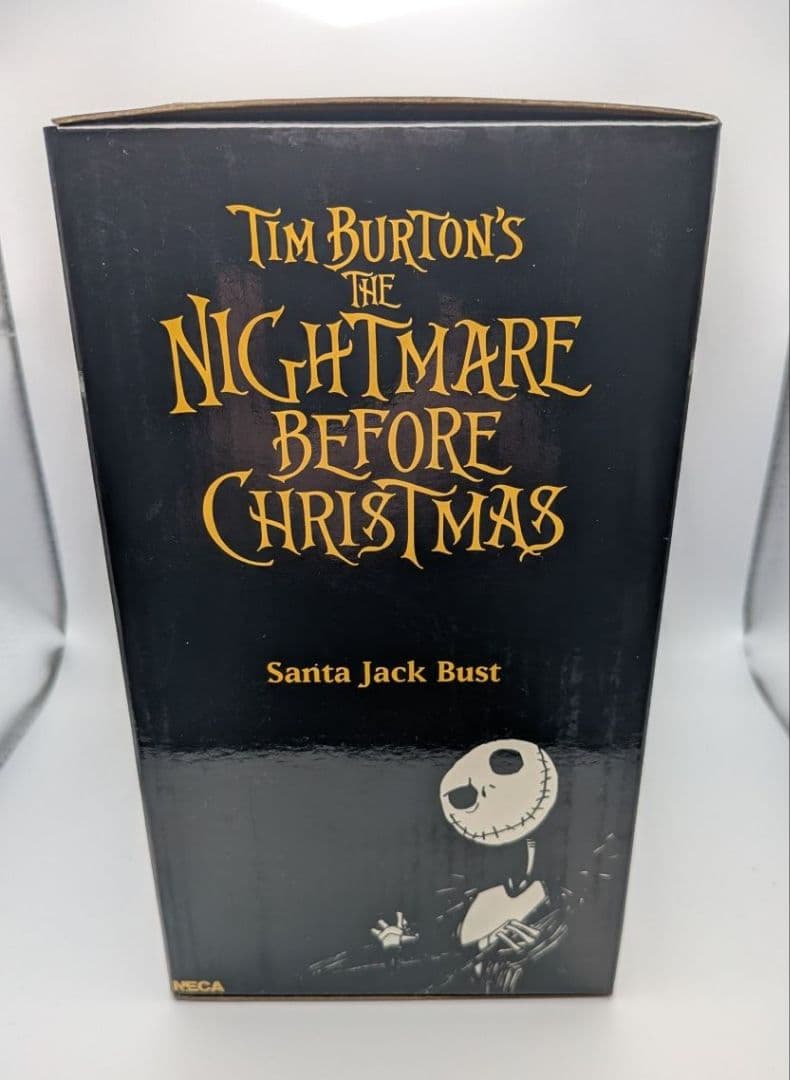 TIM BURTON'S
THE
NIGHTMARE
BEFORE
CHRISTMAS
Santa Jack Bust
NECA